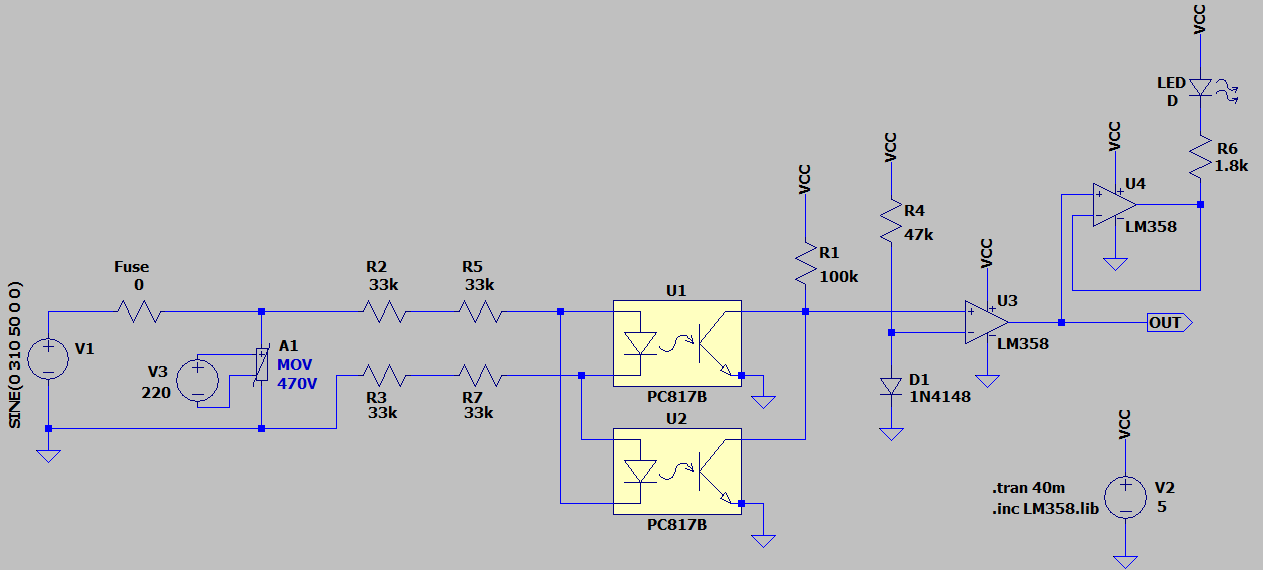 VCC
LED
D
R6
1.8k
VCC
U4
LM358
VCC
R4
47k
VCC
R1
100k
VCC
U3
LM358
OUT
Fuse
0
R2
33k
R5
33k
U1
PC817B
SINE(0 310 50 0 0)
V1
V3
220
A1
MOV
470V
R3
33k
R7
33k
U2
PC817B
D1
1N4148
VCC
V2
5
.tran 40m
.inc LM358.lib